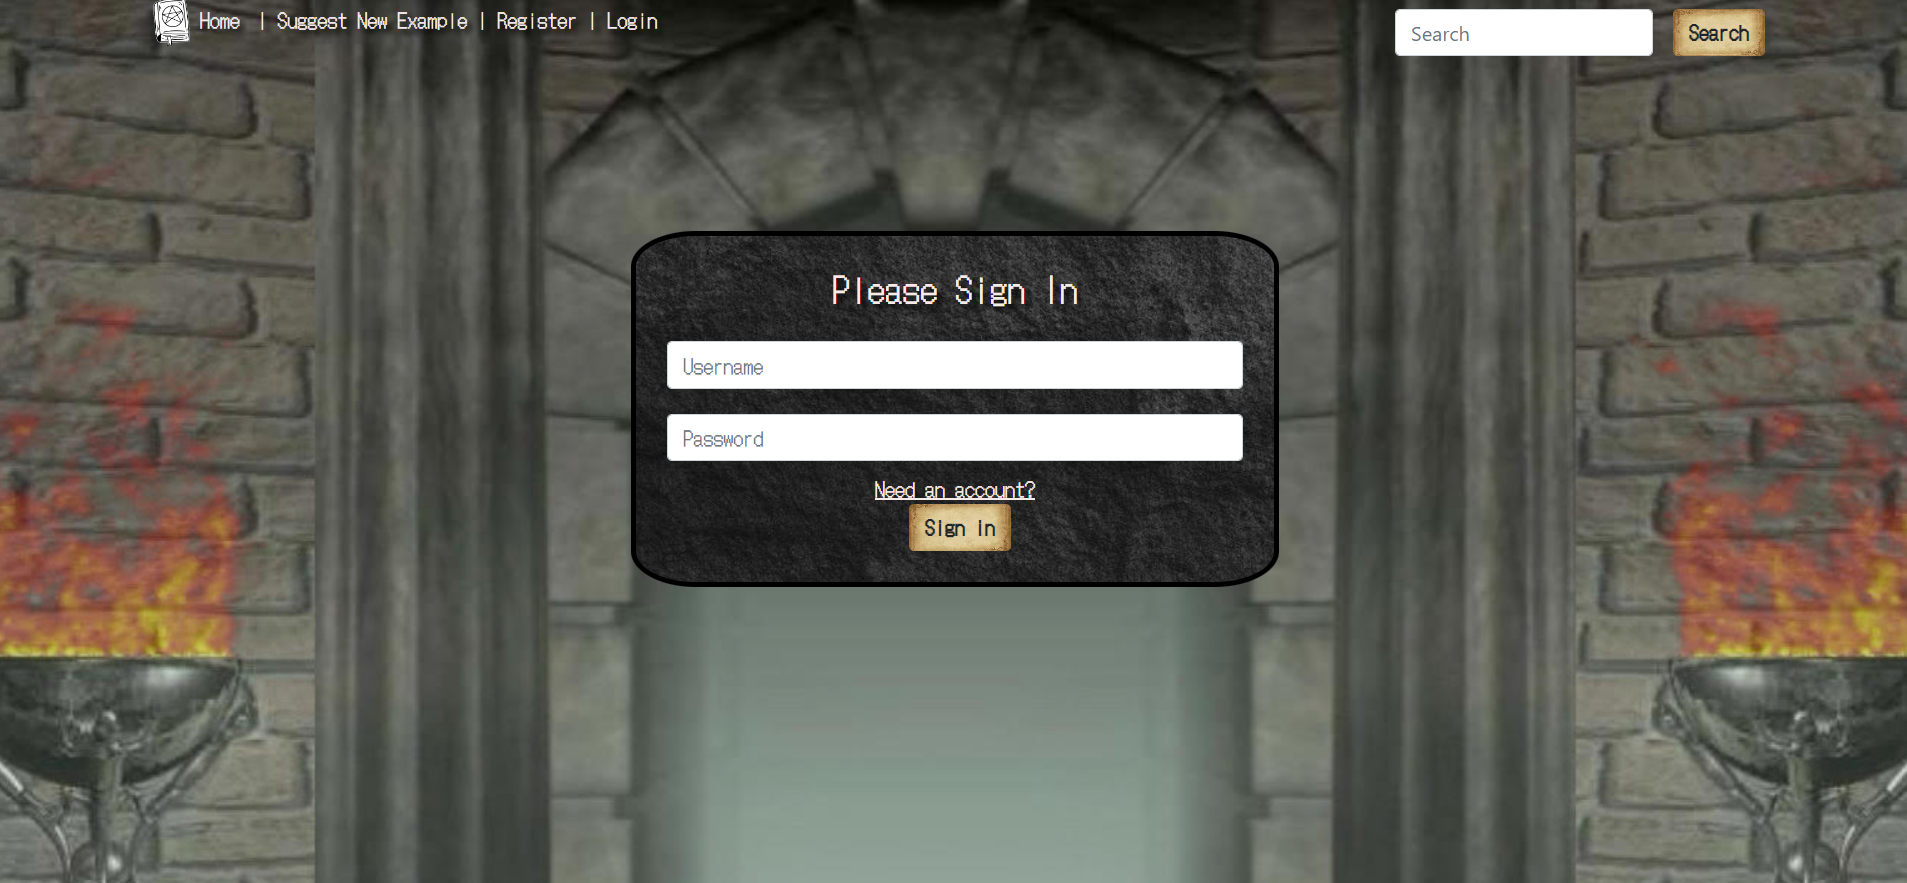 Home | Suggest New Example | Register | Login
Search
Search
Please Sign In
Username
Password
Need an account?
Sign in